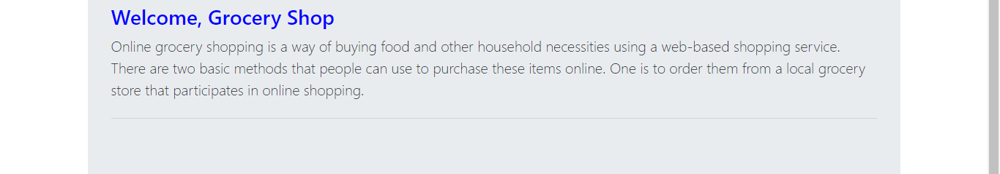 Welcome, Grocery Shop
Online grocery shopping is a way of buying food and other household necessities using a web-based shopping service.
There are two basic methods that people can use to purchase these items online. One is to order them from a local grocery
store that participates in online shopping.